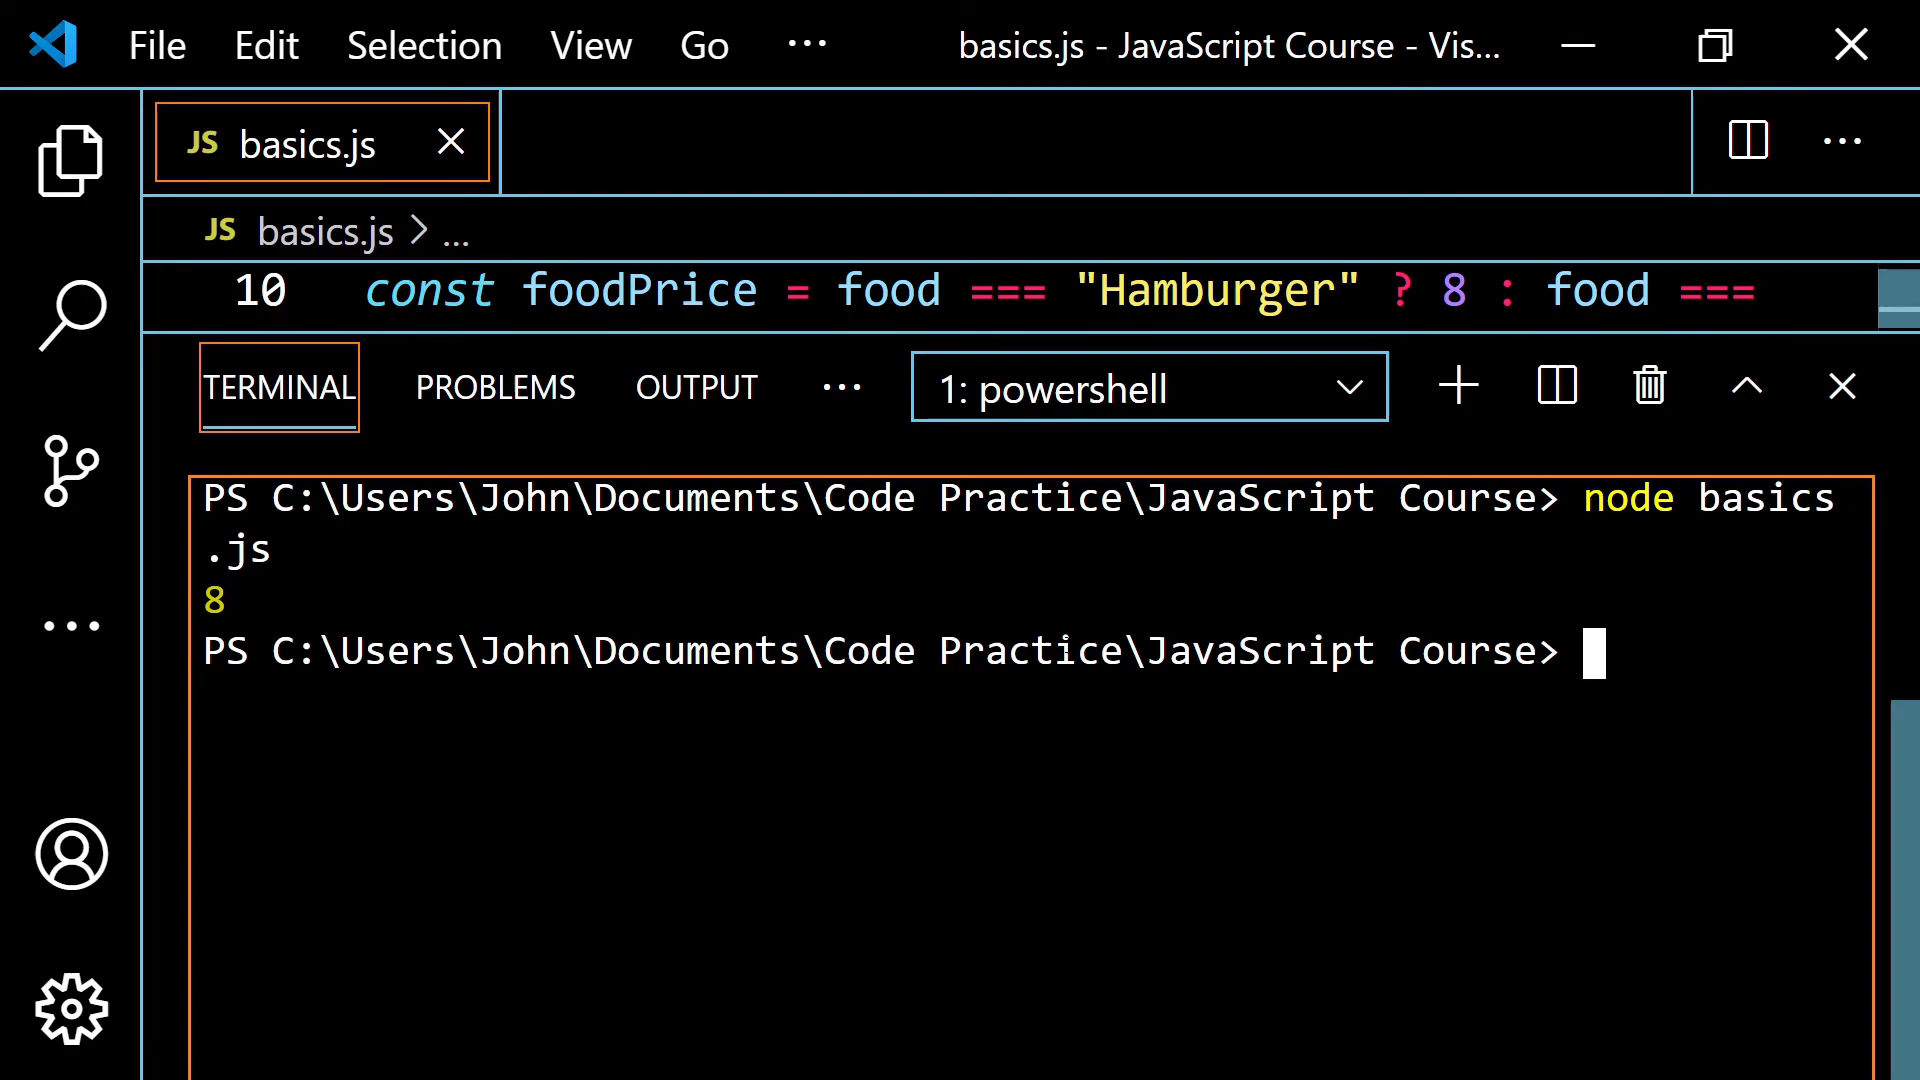 File Edit Selection View Go ... basics.js - JavaScript Course - Vis...
JS basics.js
JS basics.js > ...
10 const foodPrice = food === "Hamburger" ? 8 : food ===
TERMINAL PROBLEMS OUTPUT ... 1: powershell
PS C:\Users\John\Documents\Code Practice\JavaScript Course> node basics
.js
8
PS C:\Users\John\Documents\Code Practice\JavaScript Course>